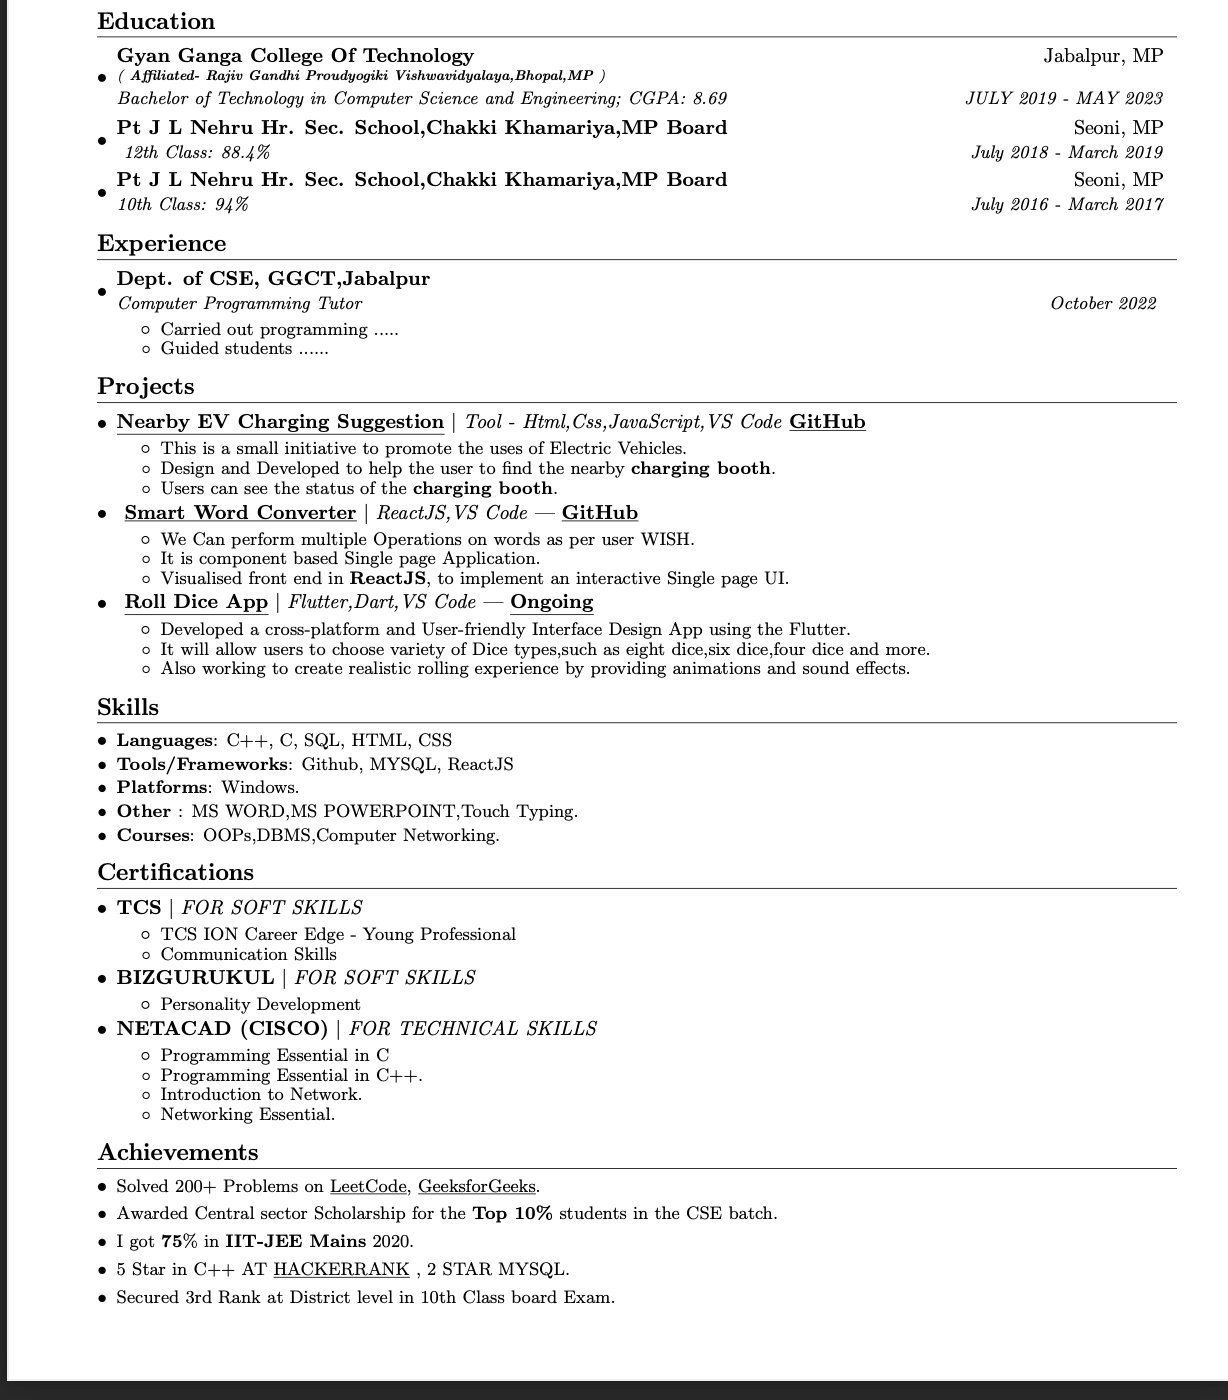 Education
Gyan Ganga College Of Technology Jabalpur, MP
( Affiliated- Rajiv Gandhi Proudyogiki Vishwavidyalaya,Bhopal,MP )
Bachelor of Technology in Computer Science and Engineering; CGPA: 8.69 JULY 2019 - MAY 2023
Pt J L Nehru Hr. Sec. School,Chakki Khamariya,MP Board Seoni, MP
12th Class: 88.4% July 2018 - March 2019
Pt J L Nehru Hr. Sec. School,Chakki Khamariya,MP Board Seoni, MP
10th Class: 94% July 2016 - March 2017
Experience
Dept. of CSE, GGCT,Jabalpur
Computer Programming Tutor October 2022
Carried out programming .....
Guided students ......
Projects
Nearby EV Charging Suggestion | Tool - Html,Css,JavaScript,VS Code GitHub
This is a small initiative to promote the uses of Electric Vehicles.
Design and Developed to help the user to find the nearby charging booth.
Users can see the status of the charging booth.
Smart Word Converter | ReactJS,VS Code — GitHub
We Can perform multiple Operations on words as per user WISH.
It is component based Single page Application.
Visualised front end in ReactJS, to implement an interactive Single page UI.
Roll Dice App | Flutter,Dart,VS Code — Ongoing
Developed a cross-platform and User-friendly Interface Design App using the Flutter.
It will allow users to choose variety of Dice types,such as eight dice,six dice,four dice and more.
Also working to create realistic rolling experience by providing animations and sound effects.
Skills
Languages: C++, C, SQL, HTML, CSS
Tools/Frameworks: Github, MYSQL, ReactJS
Platforms: Windows.
Other : MS WORD,MS POWERPOINT,Touch Typing.
Courses: OOPs,DBMS,Computer Networking.
Certifications
TCS | FOR SOFT SKILLS
TCS ION Career Edge - Young Professional
Communication Skills
BIZGURUKUL | FOR SOFT SKILLS
Personality Development
NETACAD (CISCO) | FOR TECHNICAL SKILLS
Programming Essential in C
Programming Essential in C++.
Introduction to Network.
Networking Essential.
Achievements
Solved 200+ Problems on LeetCode, GeeksforGeeks.
Awarded Central sector Scholarship for the Top 10% students in the CSE batch.
I got 75% in IIT-JEE Mains 2020.
5 Star in C++ AT HACKERRANK , 2 STAR MYSQL.
Secured 3rd Rank at District level in 10th Class board Exam.